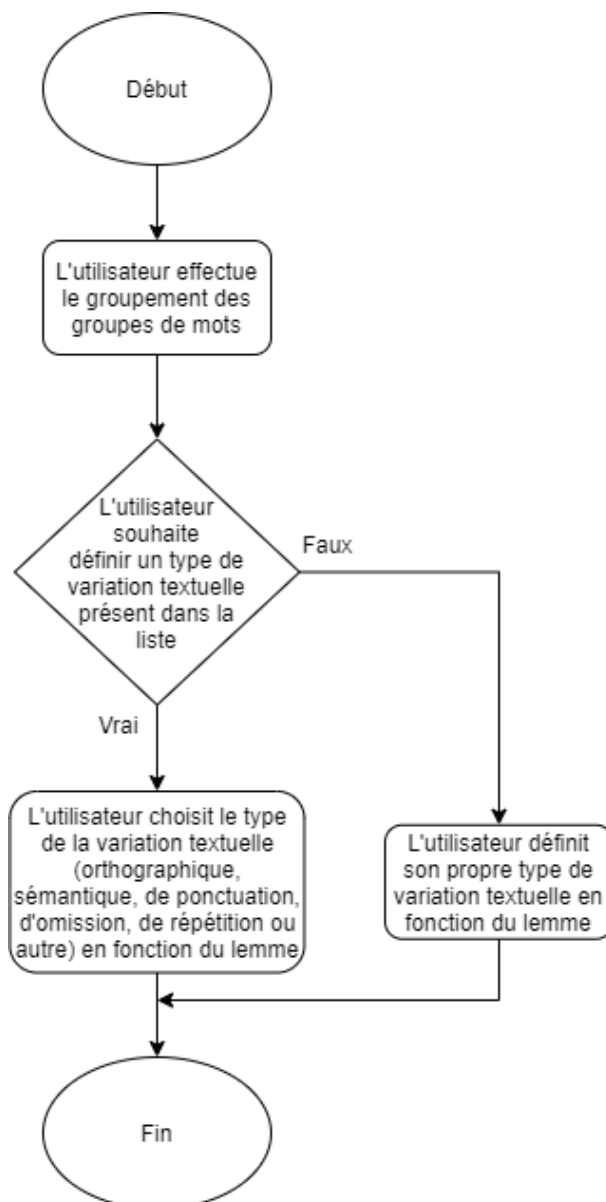 Début
L'utilisateur effectue
le groupement des
groupes de mots
L'utilisateur
souhaite
définir un type de
variation textuelle
présent dans la
liste
Faux
Vrai
L'utilisateur choisit le type
de la variation textuelle
(orthographique,
sémantique, de ponctuation,
d'omission, de répétition ou
autre) en fonction du lemme
L'utilisateur définit
son propre type de
variation textuelle en
fonction du lemme
Fin